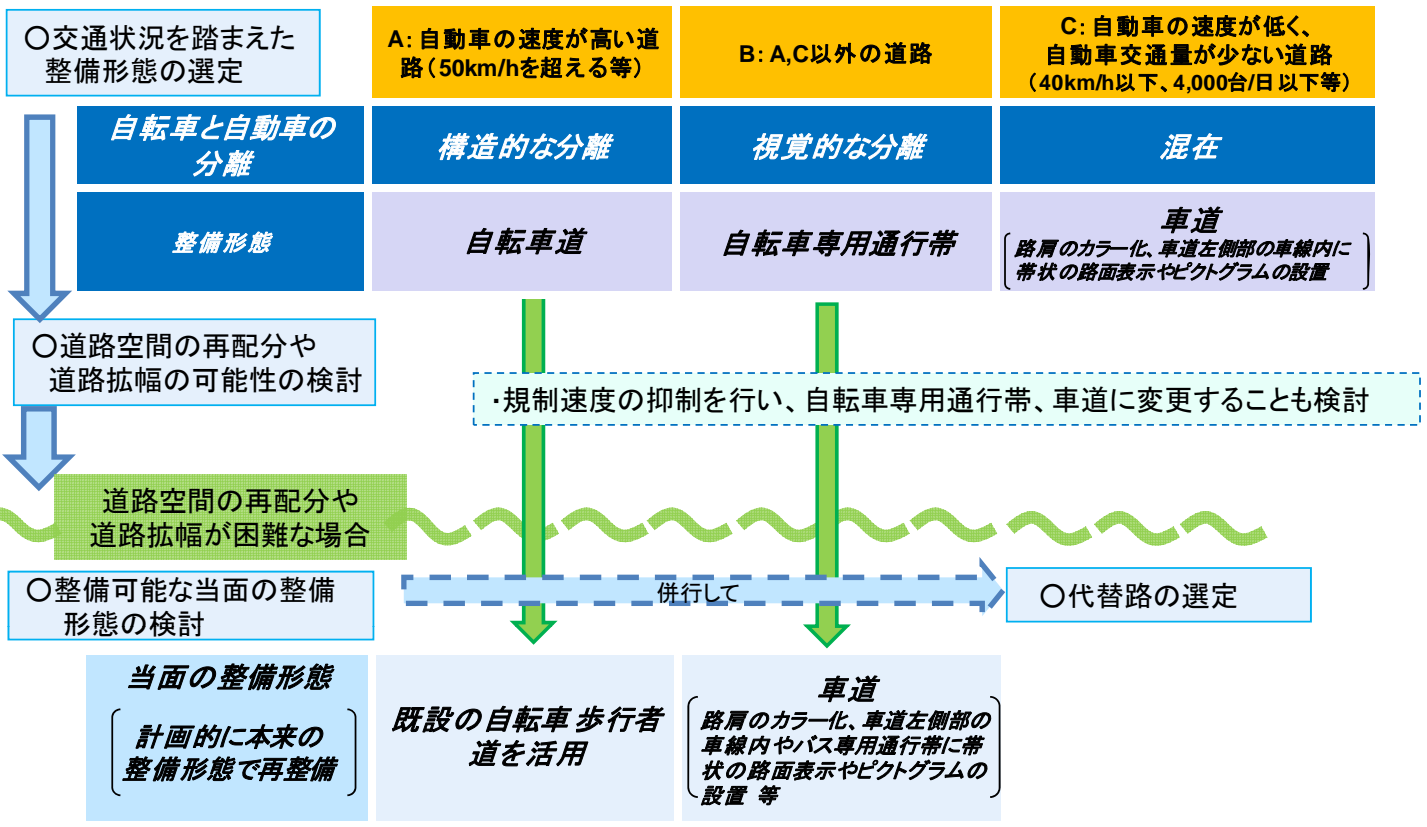 〇交通状況を踏まえた
整備形態の選定
A:自動車の速度が高い道
路(50km/hを超える等)
B:A,C以外の道路
C:自動車の速度が低く、
自動車交通量が少ない道路
(40km/h以下、4,000台/日以下等)
自転車と自動車の
分離
構造的な分離
視覚的な分離
混在
整備形態
自転車道
自転車専用通行帯
車道
路肩のカラー化、車道左側部の車線内に
帯状の路面表示やピクトグラムの設置
〇道路空間の再配分や
道路拡幅の可能性の検討
・規制速度の抑制を行い、自転車専用通行帯、車道に変更することも検討
道路空間の再配分や
道路拡幅が困難な場合
〇整備可能な当面の整備
形態の検討
併行して
〇代替路の選定
当面の整備形態
計画的に本来の
整備形態で再整備
既設の自転車歩行者
道を活用
車道
路肩のカラー化、車道左側部の
車線内やバス専用通行帯に帯
状の路面表示やピクトグラムの
設置 等